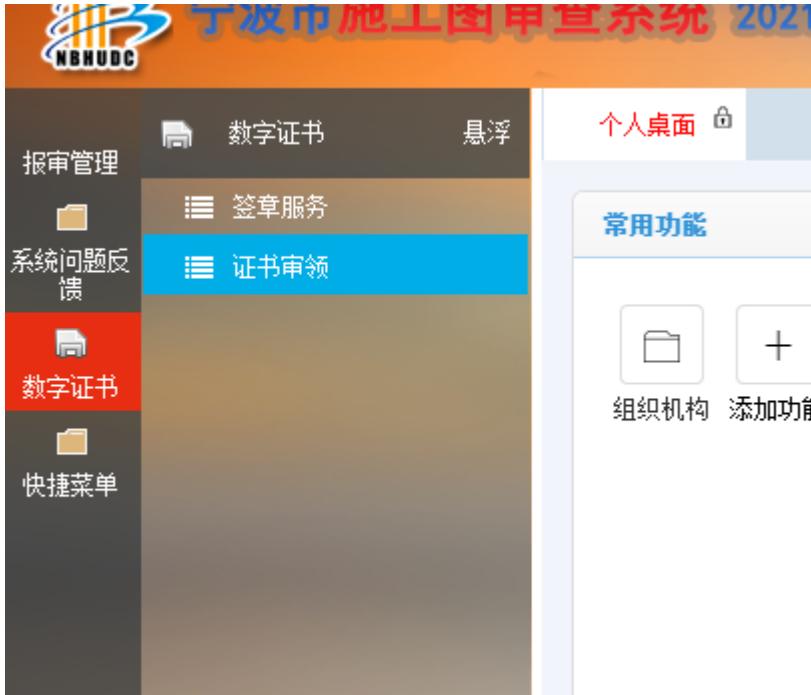 宁波市施工图审查系统 2021
NBHUDC
报审管理
系统问题反
馈
数字证书
快捷菜单
数字证书 悬浮
签章服务
证书审领
个人桌面
常用功能
组织机构 添加功能